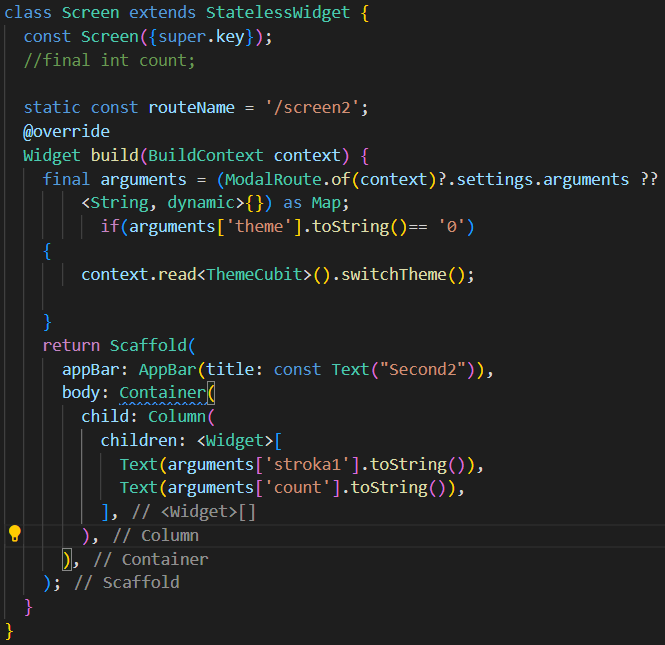 class Screen extends StatelessWidget {
  const Screen({super.key});
  //final int count;

  static const routeName = '/screen2';
  @override
  Widget build(BuildContext context) {
    final arguments = (ModalRoute.of(context)?.settings.arguments ??
        <String, dynamic>{}) as Map;
          if(arguments['theme'].toString()== '0')
    {
        context.read<ThemeCubit>().switchTheme();

    }
    return Scaffold(
      appBar: AppBar(title: const Text("Second2")),
      body: Container(
        child: Column(
          children: <Widget>[
            Text(arguments['stroka1'].toString()),
            Text(arguments['count'].toString()),
          ], // <Widget>[]
        ), // Column
      ), // Container
    ); // Scaffold
  }
}